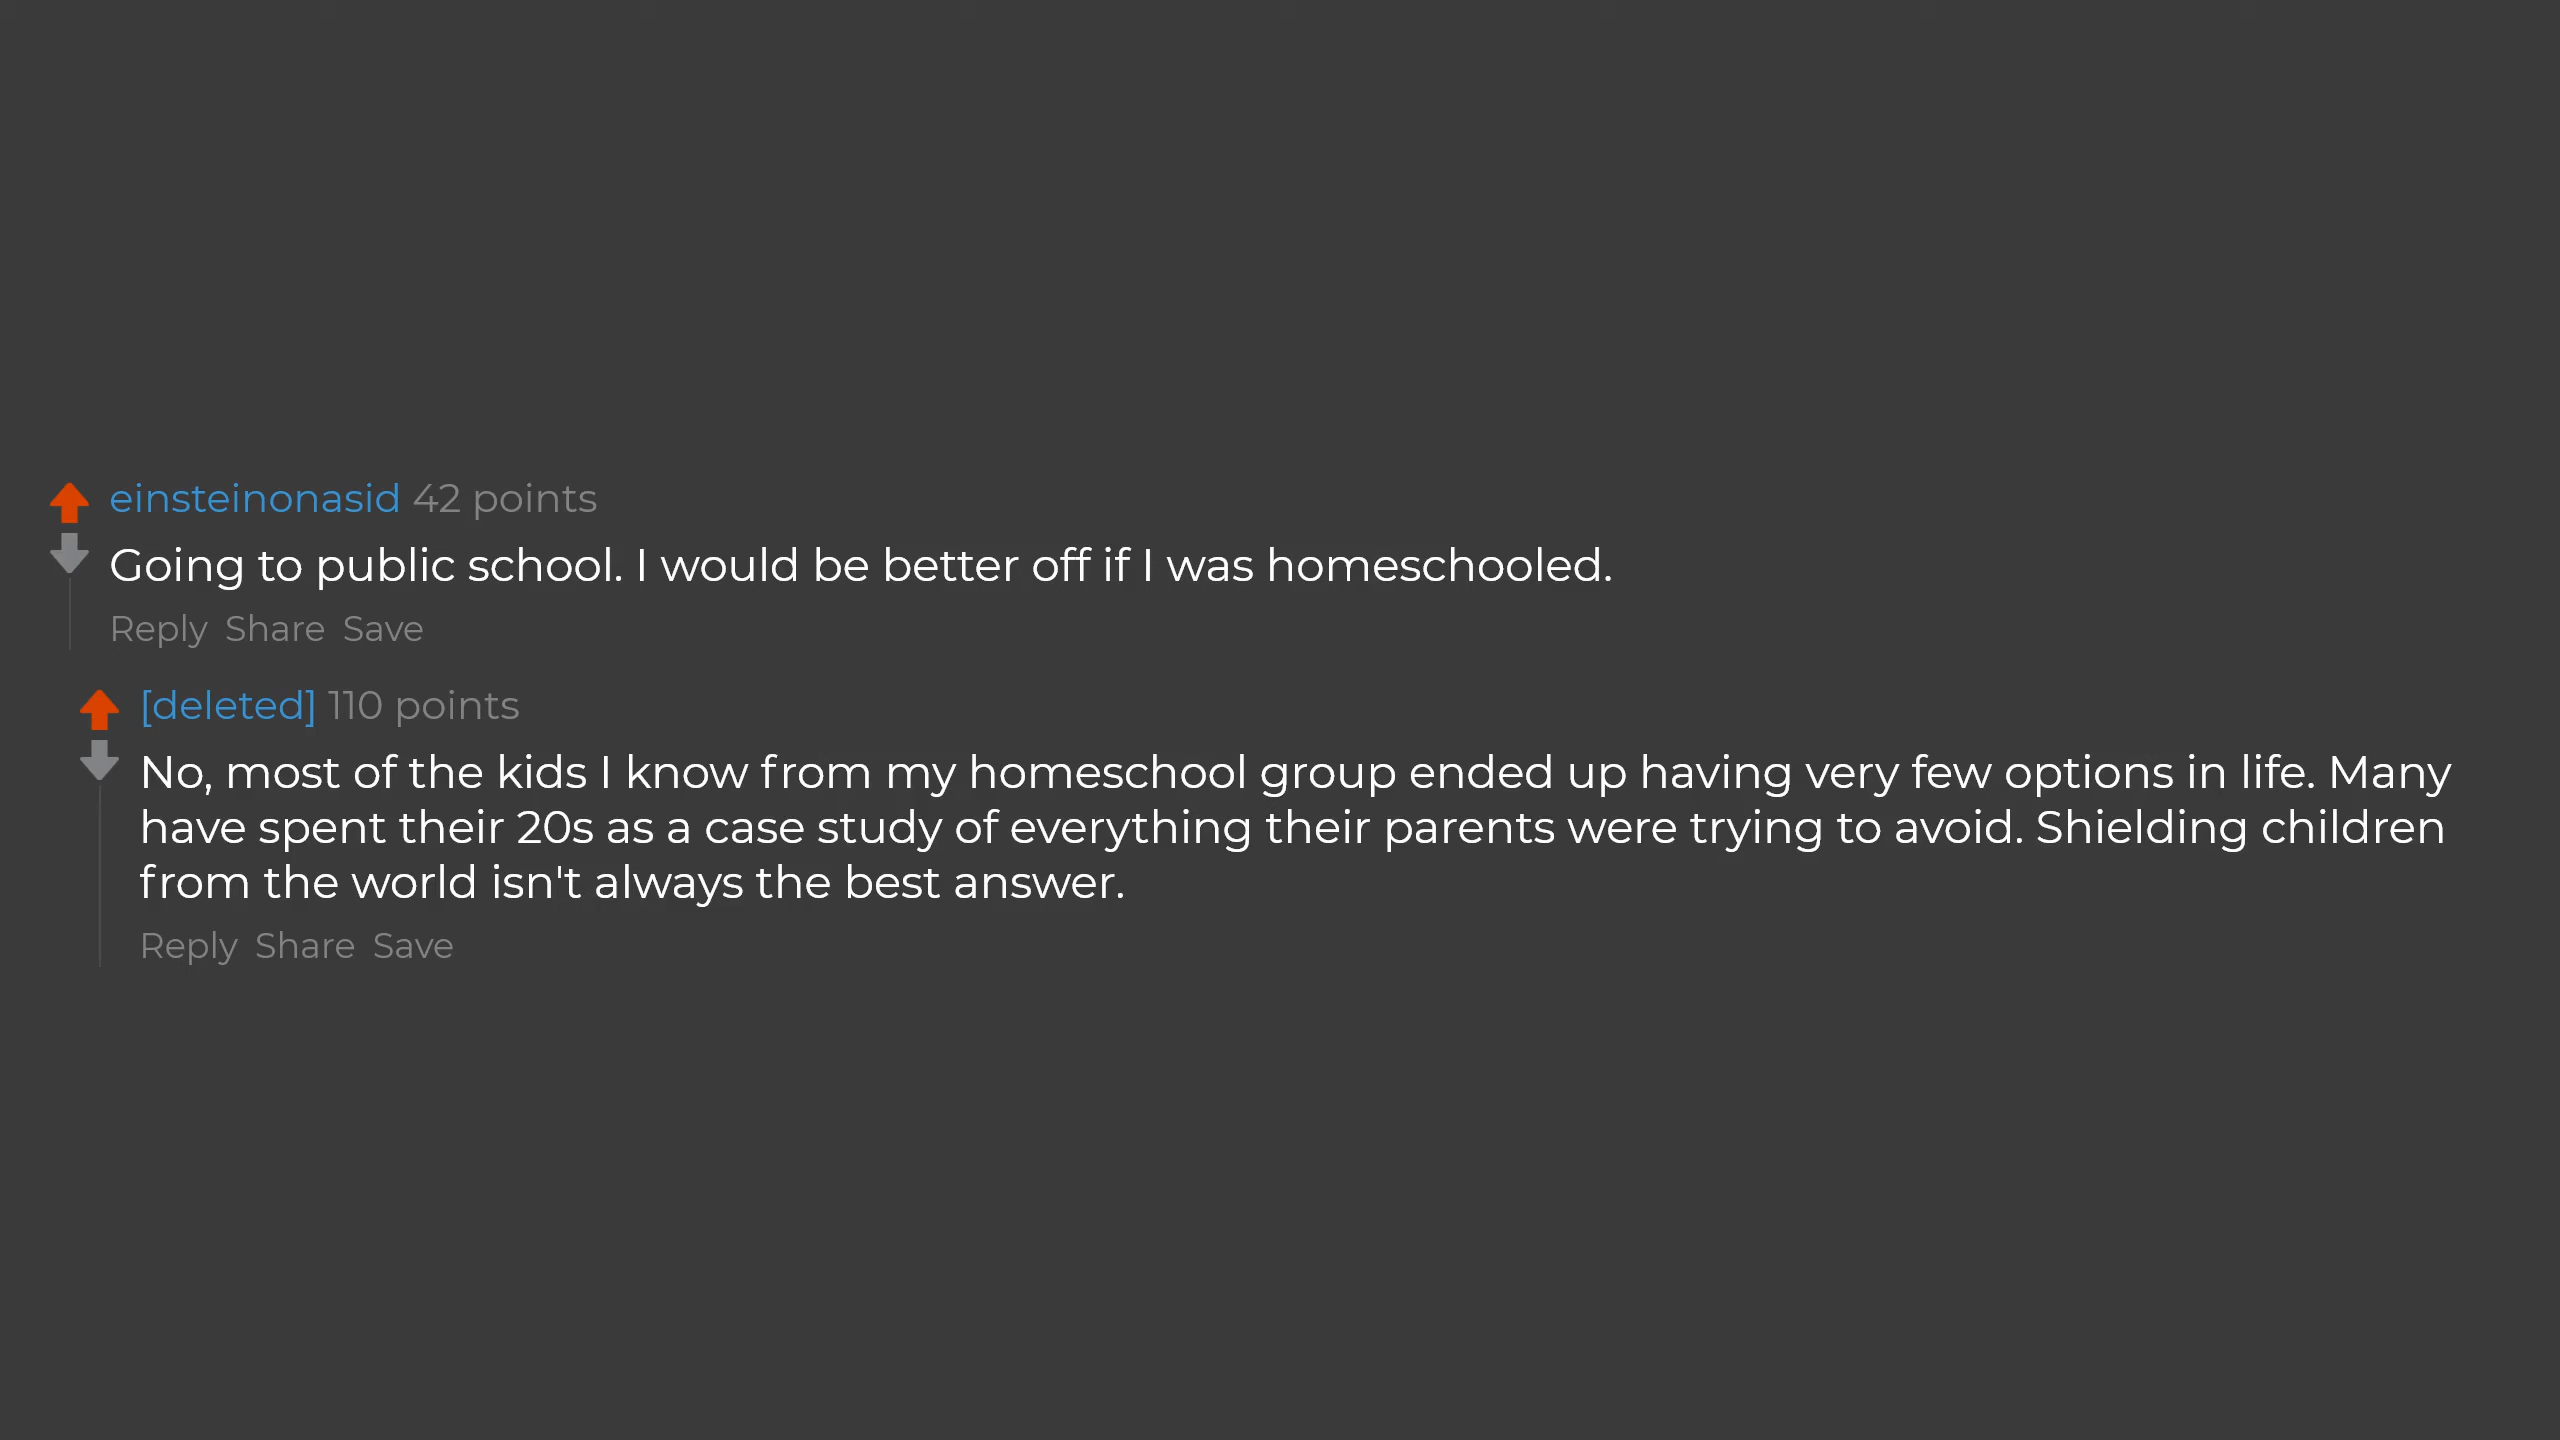 einsteinonasid 42 points
Going to public school. I would be better off if I was homeschooled.
Reply Share Save
[deleted] 110 points
No, most of the kids I know from my homeschool group ended up having very few options in life. Many
have spent their 20s as a case study of everything their parents were trying to avoid. Shielding children
from the world isn't always the best answer.
Reply Share Save